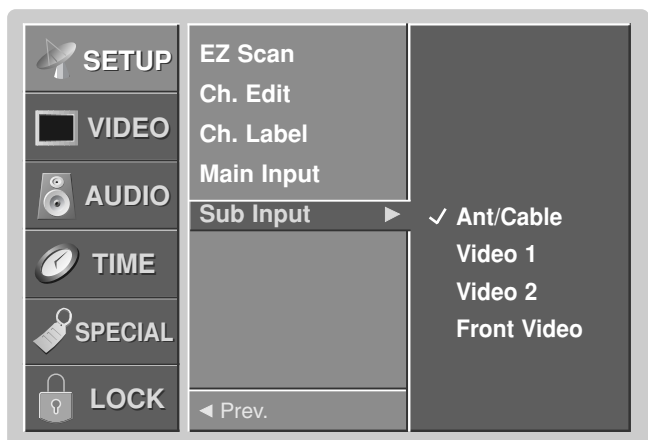 SETUP
VIDEO
AUDIO
TIME
SPECIAL
LOCK
EZ Scan
Ch. Edit
Ch. Label
Main Input
Sub Input ►
◄ Prev.
✓ Ant/Cable
Video 1
Video 2
Front Video